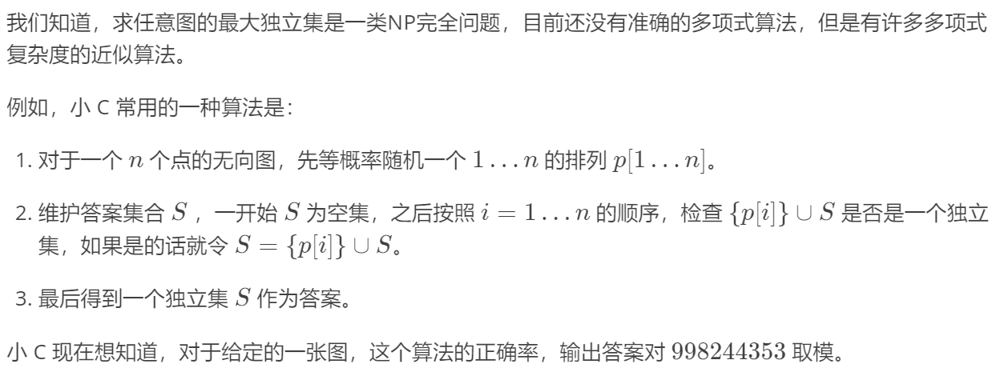 我们知道，求任意图的最大独立集是一类NP完全问题，目前还没有准确的多项式算法，但是有许多多项式
复杂度的近似算法。
例如，小 C 常用的一种算法是：
1. 对于一个 n 个点的无向图，先等概率随机一个 1…n 的排列 p[1…n]。
2. 维护答案集合 S ，一开始 S 为空集，之后按照 i = 1…n 的顺序，检查 {p[i]} ∪ S 是否是一个独立
集，如果是的话就令 S = {p[i]} ∪ S。
3. 最后得到一个独立集 S 作为答案。
小 C 现在想知道，对于给定的一张图，这个算法的正确率，输出答案对 998244353 取模。